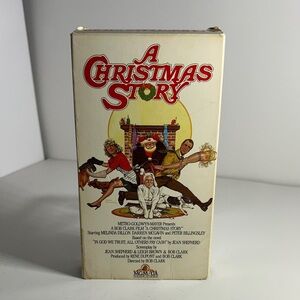 A
CHRISTMAS
STORY
METRO-GOLDWYN-MAYER Presents
A BOB CLARK FILM "A CHRISTMAS STORY"
Starring MELINDA DILLON DARREN McGAVIN and PETER BILLINGSLEY
Based on the novel
"IN GOD WE TRUST, ALL OTHERS PAY CASH" by JEAN SHEPHERD
Screenplay by
JEAN SHEPHERD & LEIGH BROWN & BOB CLARK
Produced by RENE DUPONT and BOB CLARK
Directed by BOB CLARK
MGM/UA